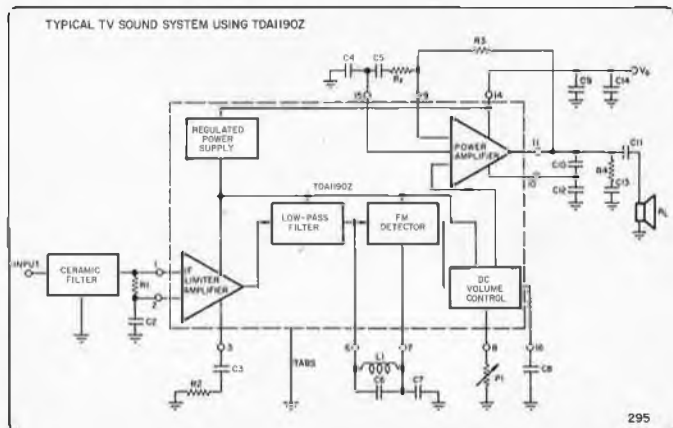 TYPICAL TV SOUND SYSTEM USING TDA1190Z
C4
C5
R3
Rx
C9
C14
Vs
15
9
14
REGULATED
POWER
SUPPLY
POWER
AMPLIFIER
11
C11
C10
R4
10
TDA1190Z
C12
C13
RL
LOW-PASS
FILTER
FM
DETECTOR
INPUT
CERAMIC
FILTER
1
R1
2
IF
LIMITER
AMPLIFIER
DC
VOLUME
CONTROL
C2
3
TABS
6
17
8
16
C3
L1
R2
C6
C7
P1
C8
295